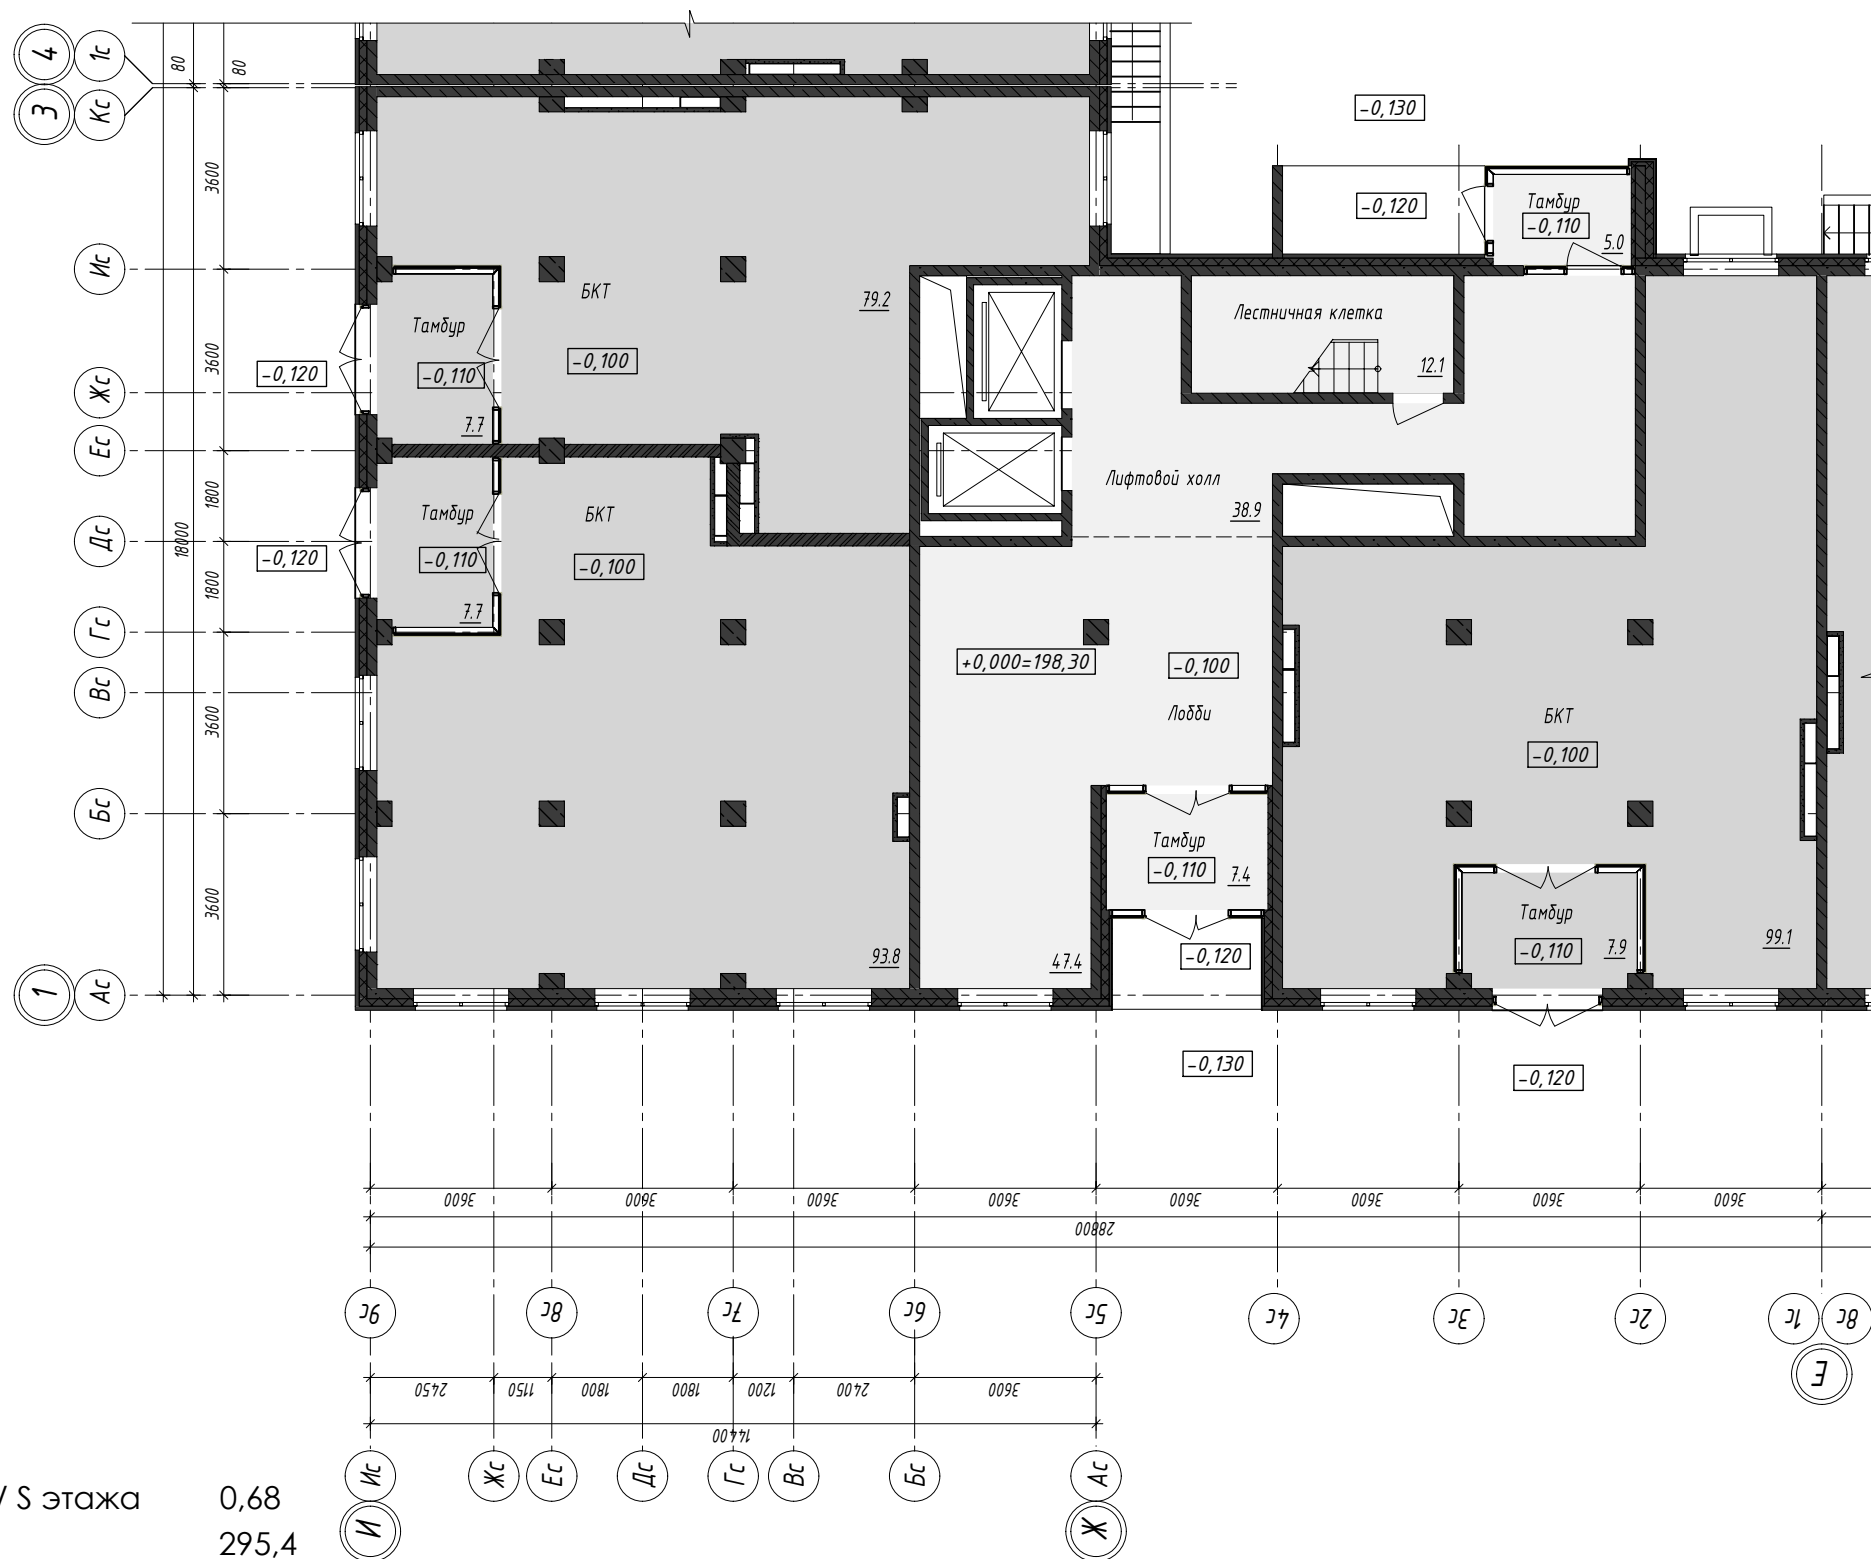 4
1с
3
Кс
80
80
3600
-0,130
-0,120
Тамбур
-0,110
5.0
Ис
БКТ
79.2
Лестничная клетка
Тамбур
3600
-0,120
-0,110
-0,100
12.1
Жс
7.7
Ес
Лифтовой холл
1800
38.9
Тамбур
БКТ
Дс
18000
-0,120
-0,110
-0,100
1800
7.7
Гс
+0,000=198,30
-0,100
Вс
3600
Лобби
БКТ
-0,100
Бс
Тамбур
-0,110
7.4
3600
Тамбур
93.8
47.4
-0,120
-0,110
7.9
99.1
1
Ас
-0,130
-0,120
3600
3600
3600
3600
3600
3600
3600
3600
28800
9с
8с
7с
6с
5с
4с
3с
2с
1с
8с
Е
2450
1150
1800
1800
1200
2400
3600
14400
Ис
Жс
Ес
Дс
Гс
Вс
Бс
Ас
И
Ж
/ S этажа 0,68
295,4